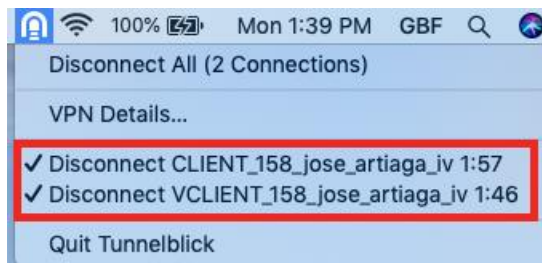 100% Mon 1:39 PM GBF
Disconnect All (2 Connections)
VPN Details...
✓ Disconnect CLIENT_158_jose_artiaga_iv 1:57
✓ Disconnect VCLIENT_158_jose_artiaga_iv 1:46
Quit Tunnelblick